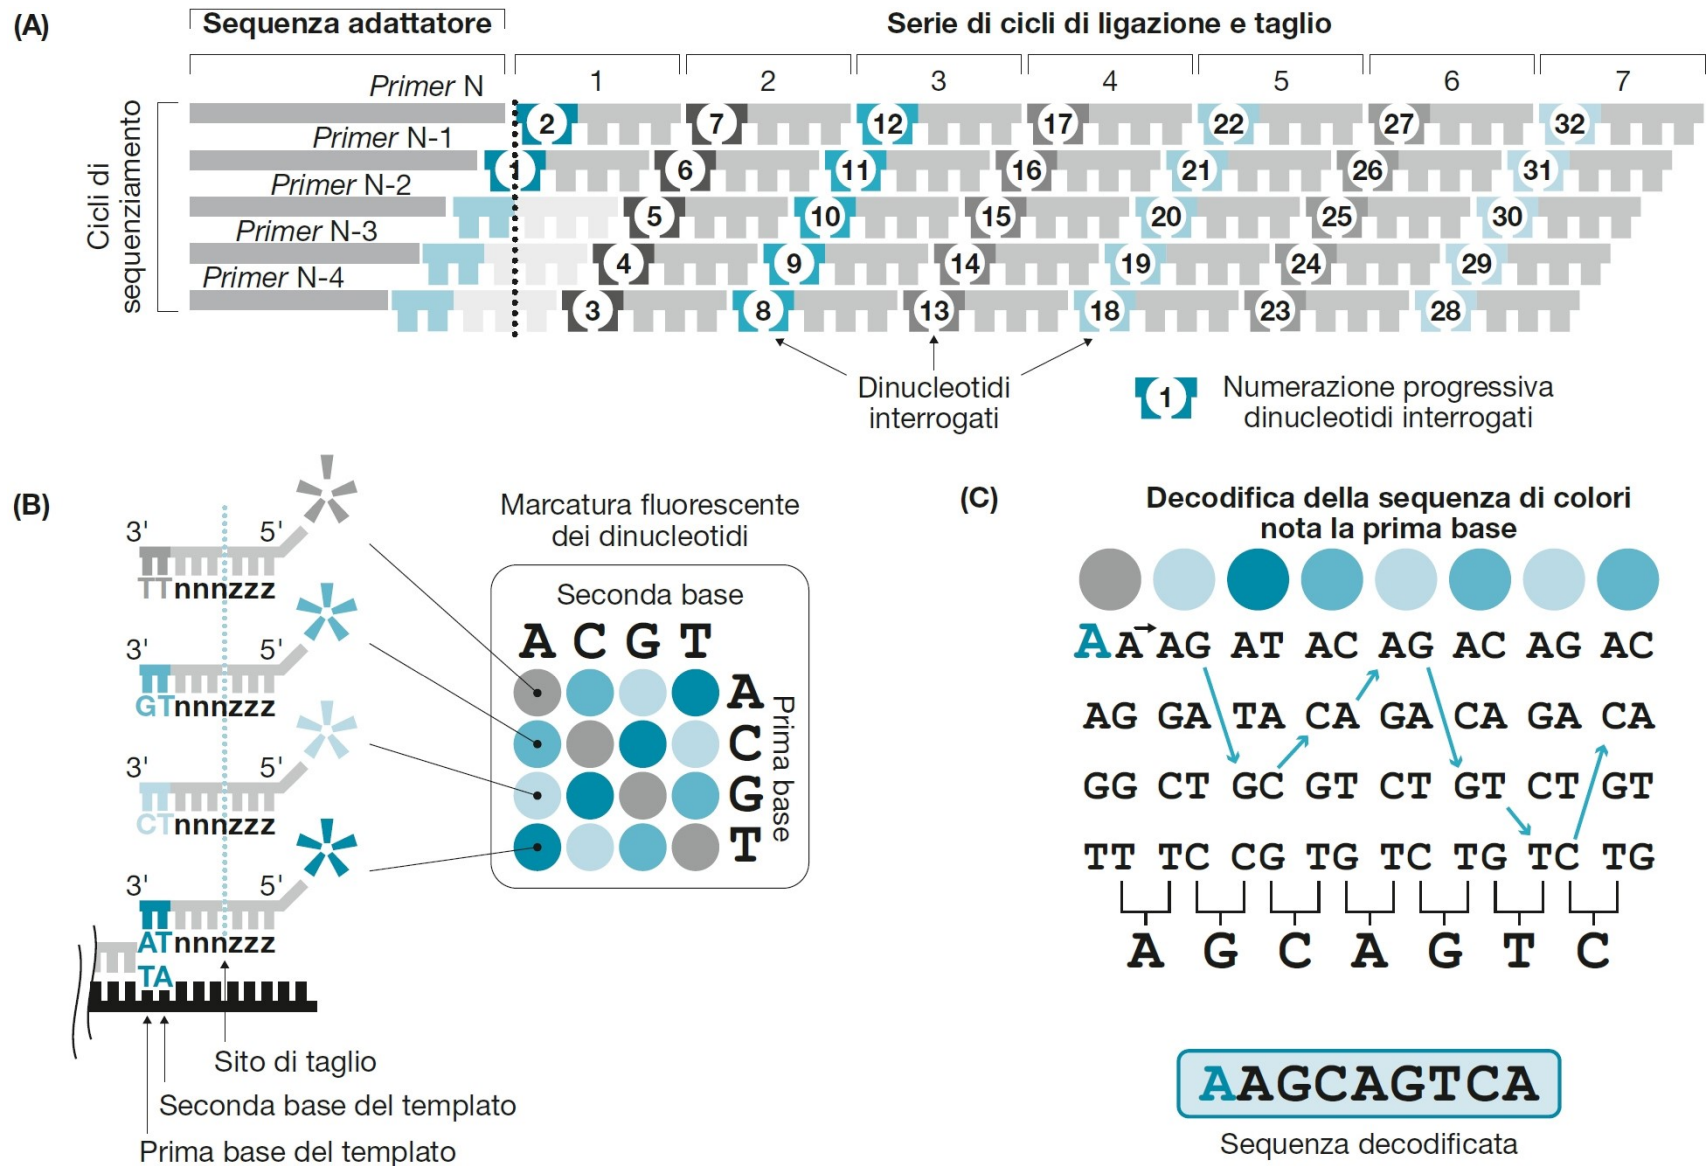 (A)
Sequenza adattatore
Serie di cicli di ligazione e taglio
1 2 3 4 5 6 7
Cicli di
sequenziamento
Primer N
2 7 12 17 22 27 32
Primer N-1
1 6 11 16 21 26 31
Primer N-2
5 10 15 20 25 30
Primer N-3
4 9 14 19 24 29
Primer N-4
3 8 13 18 23 28
Dinucleotidi
interrogati
1
Numerazione progressiva
dinucleotidi interrogati
(B)
3' 5'
TTnnnzzz
3' 5'
GTnnnzzz
3' 5'
CTnnnzzz
3' 5'
ATnnnzzz
TA
Sito di taglio
Seconda base del templato
Prima base del templato
Marcatura fluorescente
dei dinucleotidi
Seconda base
A C G T
A
C
G
T
Prima base
(C)
Decodifica della sequenza di colori
nota la prima base
AA AG AT AC AG AC AG AC
AG GA TA CA GA CA GA CA
GG CT GC GT CT GT CT GT
TT TC CG TG TC TG TC TG
A G C A G T C
AAGCAGTCA
Sequenza decodificata